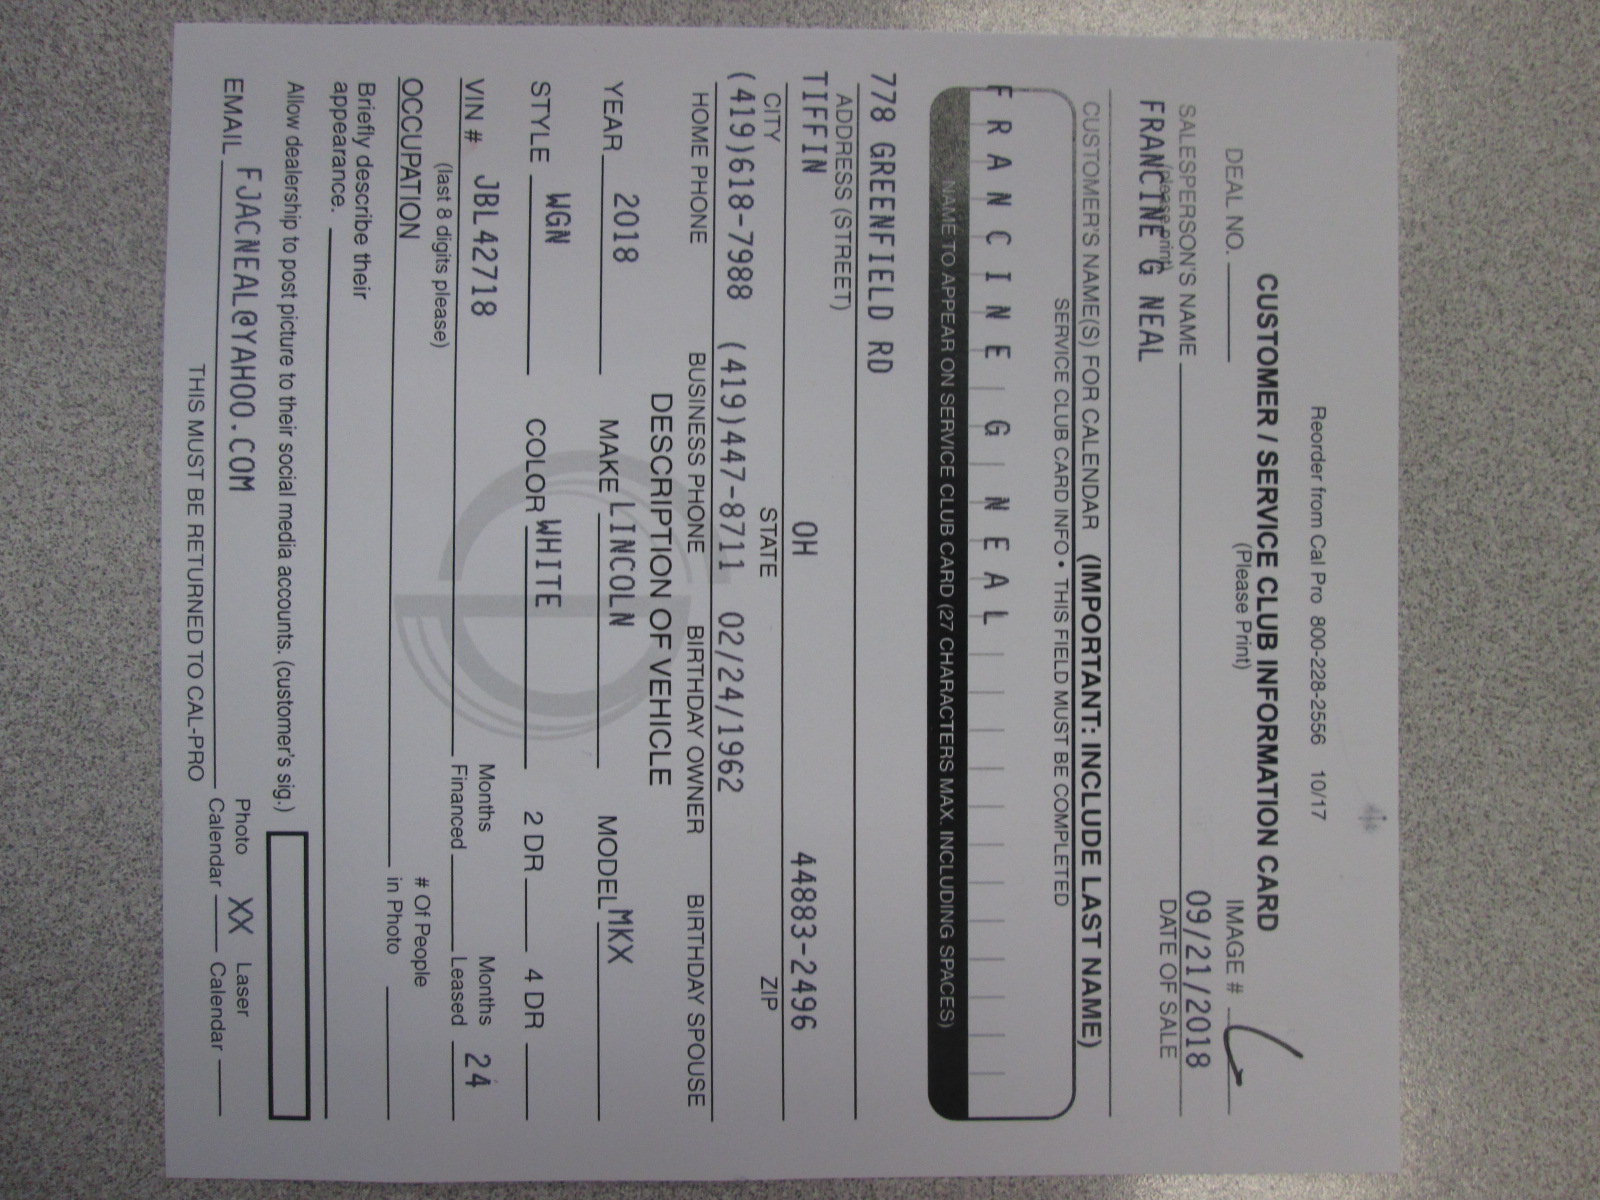 Reorder from Cal Pro 800-228-2556 10/17
CUSTOMER / SERVICE CLUB INFORMATION CARD
(Please Print)
DEAL NO. IMAGE #
09/21/2018
SALESPERSON'S NAME DATE OF SALE
(please print)
FRANCINE G NEAL
CUSTOMER'S NAME(S) FOR CALENDAR (IMPORTANT: INCLUDE LAST NAME)
SERVICE CLUB CARD INFO • THIS FIELD MUST BE COMPLETED
FRANCINE G NEAL
NAME TO APPEAR ON SERVICE CLUB CARD (27 CHARACTERS MAX. INCLUDING SPACES)
778 GREENFIELD RD
ADDRESS (STREET)
TIFFIN OH 44883-2496
CITY STATE ZIP
(419)618-7988 (419)447-8711 02/24/1962
HOME PHONE BUSINESS PHONE BIRTHDAY OWNER BIRTHDAY SPOUSE
DESCRIPTION OF VEHICLE
YEAR 2018 MAKE LINCOLN MODEL MKX
STYLE WGN COLOR WHITE 2 DR 4 DR
VIN # JBL42718 Months Financed Months Leased 24
(last 8 digits please)
OCCUPATION # Of People in Photo
Briefly describe their
appearance.
Allow dealership to post picture to their social media accounts. (customer's sig.)
EMAIL FJACNEAL@YAHOO.COM Photo Calendar XX Laser Calendar
THIS MUST BE RETURNED TO CAL-PRO